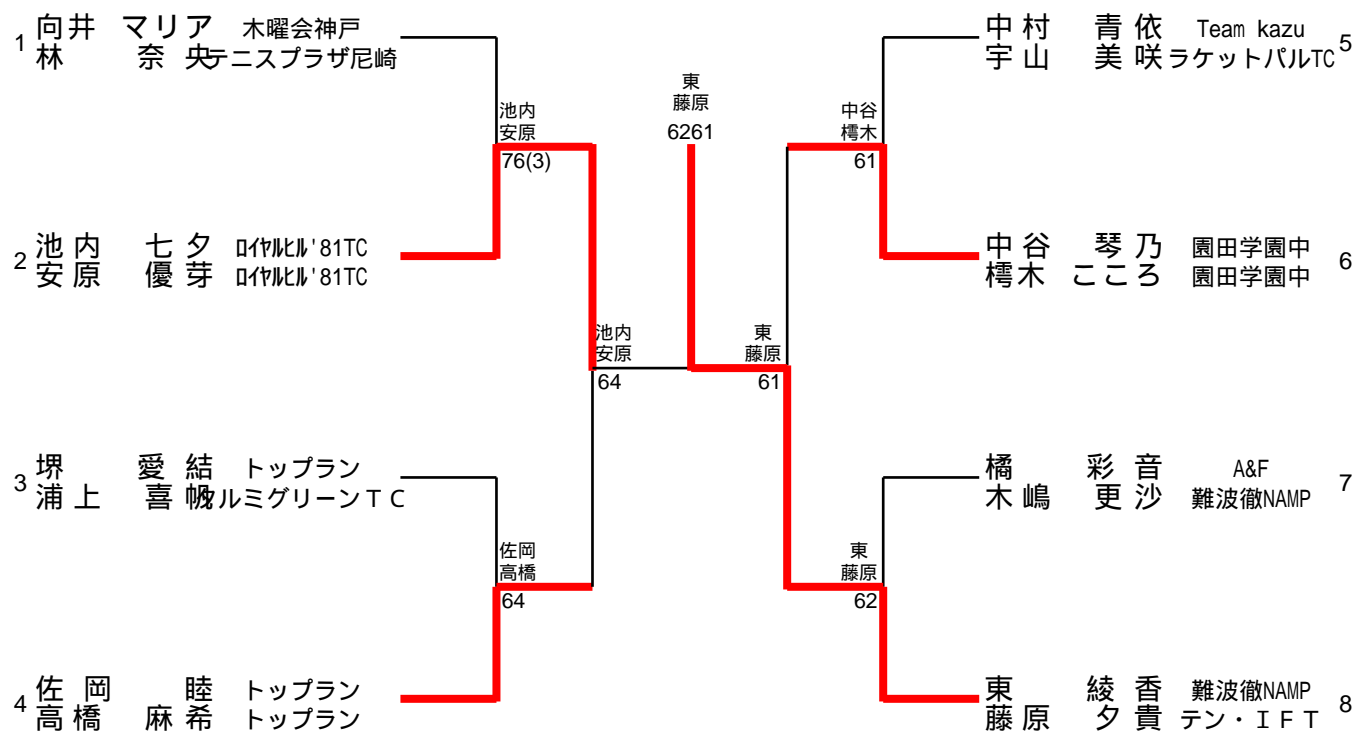 1 向井 マリア 木曜会神戸
林 奈央 テニスプラザ尼崎
池内
安原
76(3)
2 池内 七夕 ﾛｲﾔﾙﾋﾙ'81TC
安原 優芽 ﾛｲﾔﾙﾋﾙ'81TC
池内
安原
64
3 堺 愛結 トップラン
浦上 喜帆 ウルミグリーンＴＣ
佐岡
高橋
64
4 佐岡 睦 トップラン
高橋 麻希 トップラン
東
藤原
6261
中村 青依 Team kazu 5
宇山 美咲 ラケットパルTC
中谷
樗木
61
中谷 琴乃 園田学園中 6
樗木 こころ 園田学園中
東
藤原
61
橘 彩音 A&F 7
木嶋 更沙 難波徹NAMP
東
藤原
62
東 綾香 難波徹NAMP 8
藤原 夕貴 テン・ＩＦＴ